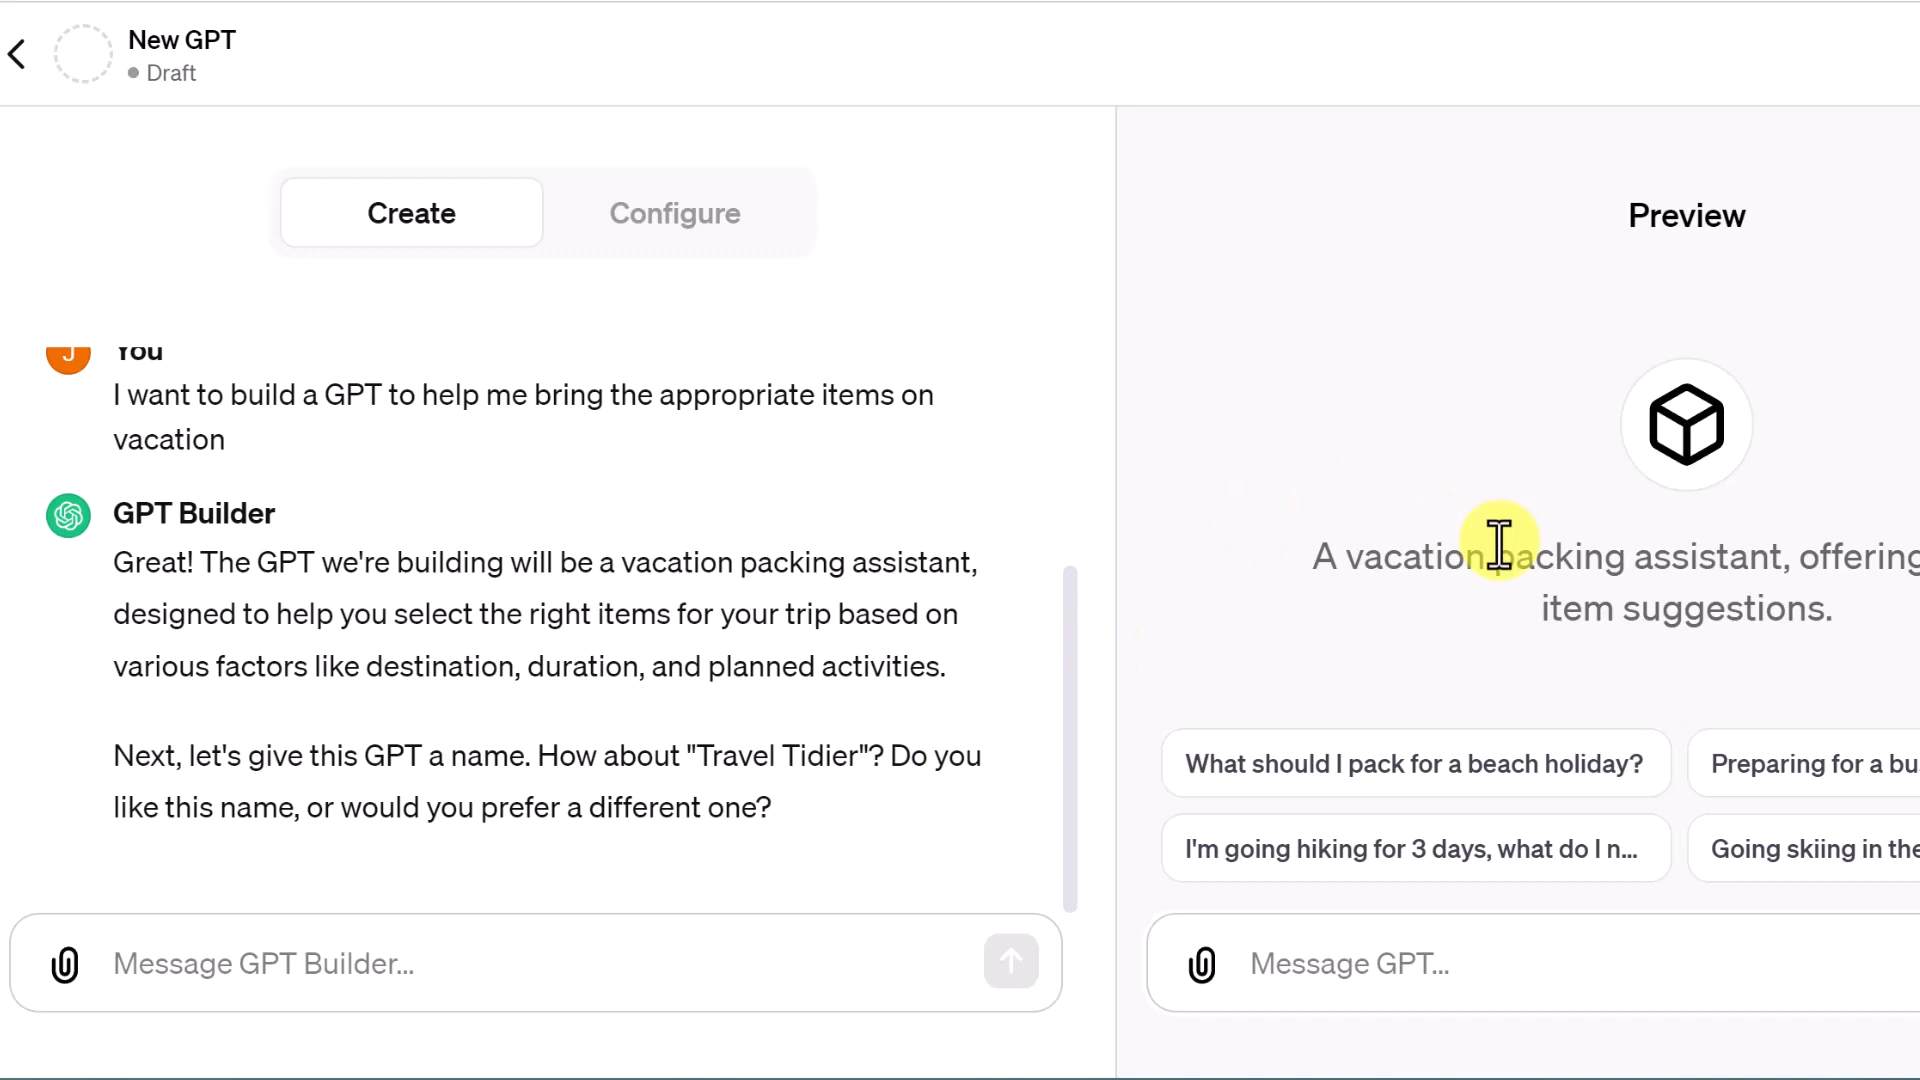 New GPT
Draft
Create
Configure
Preview
J
You
I want to build a GPT to help me bring the appropriate items on
vacation
GPT Builder
Great! The GPT we're building will be a vacation packing assistant,
designed to help you select the right items for your trip based on
various factors like destination, duration, and planned activities.
Next, let's give this GPT a name. How about "Travel Tidier"? Do you
like this name, or would you prefer a different one?
Message GPT Builder...
A vacation packing assistant, offering
item suggestions.
What should I pack for a beach holiday?
Preparing for a bu
I'm going hiking for 3 days, what do I n...
Going skiing in the
Message GPT...